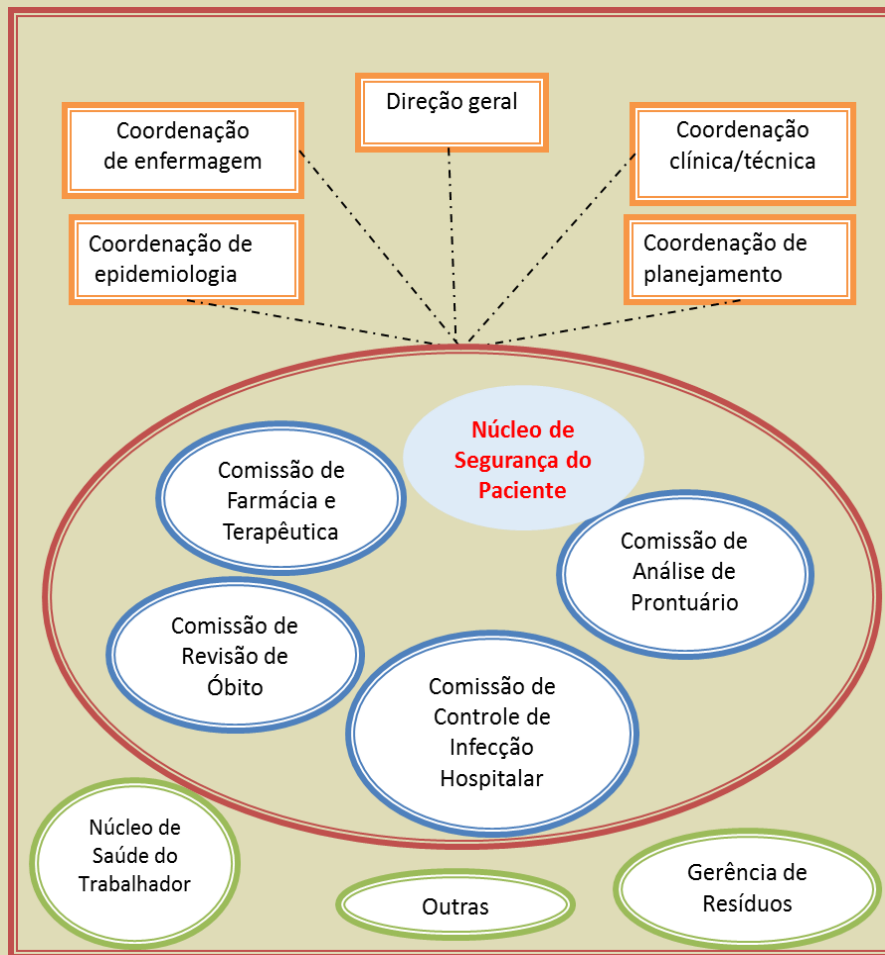 Direção geral
Coordenação
de enfermagem
Coordenação
clínica/técnica
Coordenação de
epidemiologia
Coordenação de
planejamento
Núcleo de
Segurança do
Paciente
Comissão de
Farmácia e
Terapêutica
Comissão de
Análise de
Prontuário
Comissão de
Revisão de
Óbito
Comissão de
Controle de
Infecção
Hospitalar
Núcleo de
Saúde do
Trabalhador
Outras
Gerência de
Resíduos